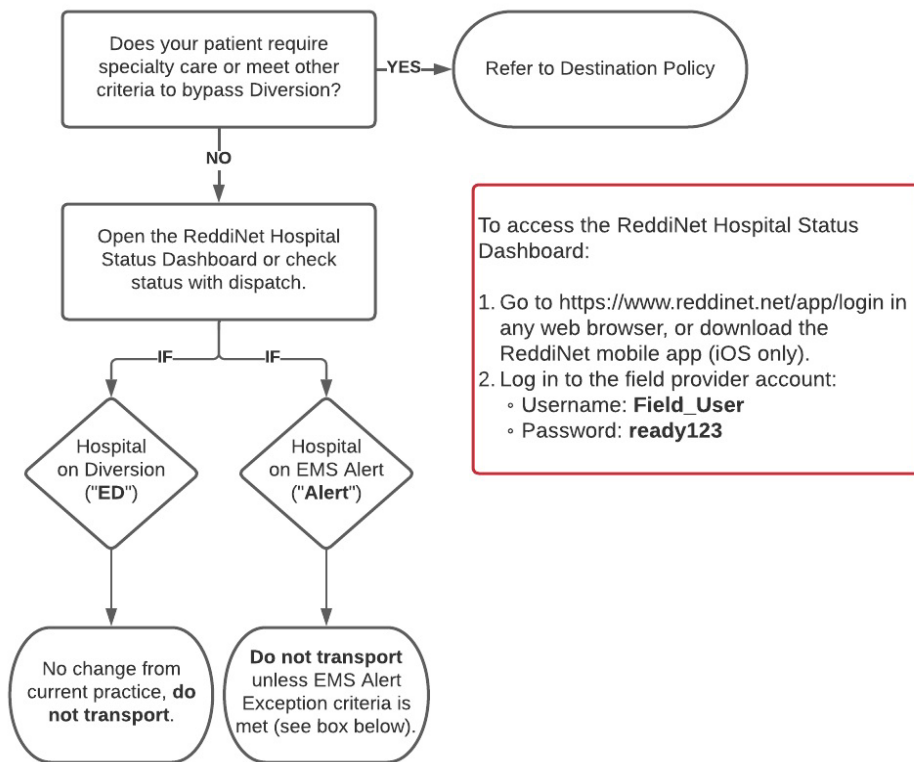 Does your patient require
specialty care or meet other
criteria to bypass Diversion?
YES
Refer to Destination Policy
NO
Open the ReddiNet Hospital
Status Dashboard or check
status with dispatch.
To access the ReddiNet Hospital Status
Dashboard:
1. Go to https://www.reddinet.net/app/login in
any web browser, or download the
ReddiNet mobile app (iOS only).
2. Log in to the field provider account:
◦ Username: Field_User
◦ Password: ready123
IF
IF
Hospital
on Diversion
("ED")
Hospital
on EMS Alert
("Alert")
No change from
current practice, do
not transport.
Do not transport
unless EMS Alert
Exception criteria is
met (see box below).